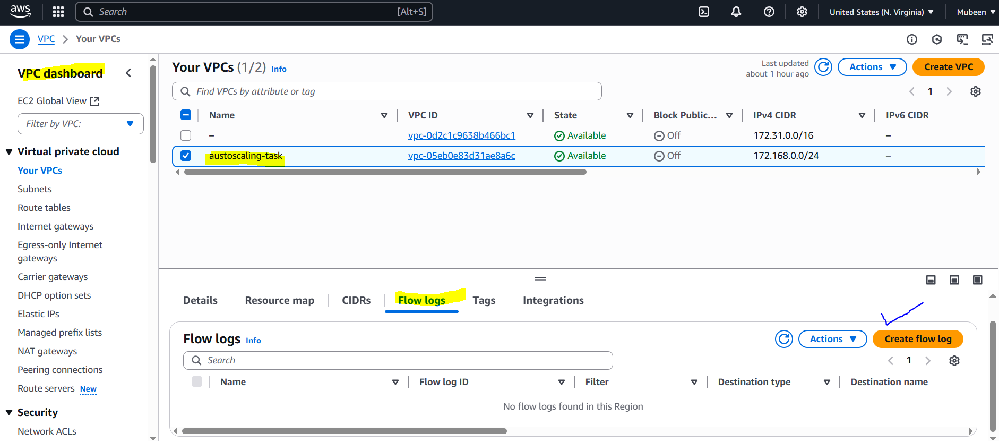 aws
Search [Alt+S]
United States (N. Virginia) Mubeen
VPC > Your VPCs
VPC dashboard
EC2 Global View
Filter by VPC:
Virtual private cloud
Your VPCs
Subnets
Route tables
Internet gateways
Egress-only Internet
gateways
Carrier gateways
DHCP option sets
Elastic IPs
Managed prefix lists
NAT gateways
Peering connections
Route servers New
Security
Network ACLs
Your VPCs (1/2) Info
Last updated
about 1 hour ago
Actions
Create VPC
Find VPCs by attribute or tag
1
Name VPC ID State Block Public... IPv4 CIDR IPv6 CIDR
– vpc-0d2c1c9638b466bc1 Available Off 172.31.0.0/16 –
austoscaling-task vpc-05eb0e83d31ae8a6c Available Off 172.168.0.0/24 –
Details Resource map CIDRs Flow logs Tags Integrations
Flow logs Info
Actions
Create flow log
Search
1
Name Flow log ID Filter Destination type Destination name
No flow logs found in this Region